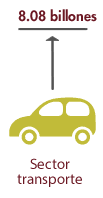 8.08 billones
Sector
transporte